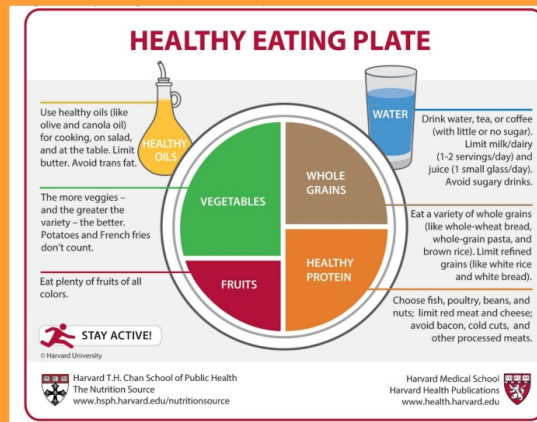 HEALTHY EATING PLATE
Use healthy oils (like
olive and canola oil)
for cooking, on salad,
and at the table. Limit
butter. Avoid trans fat.
HEALTHY
OILS
The more veggies –
and the greater the
variety – the better.
Potatoes and French fries
don't count.
Eat plenty of fruits of all
colors.
VEGETABLES
FRUITS
WHOLE
GRAINS
HEALTHY
PROTEIN
WATER
Drink water, tea, or coffee
(with little or no sugar).
Limit milk/dairy
(1-2 servings/day) and
juice (1 small glass/day).
Avoid sugary drinks.
Eat a variety of whole grains
(like whole-wheat bread,
whole-grain pasta, and
brown rice). Limit refined
grains (like white rice
and white bread).
Choose fish, poultry, beans, and
nuts; limit red meat and cheese;
avoid bacon, cold cuts, and
other processed meats.
STAY ACTIVE!
© Harvard University
Harvard T.H. Chan School of Public Health
The Nutrition Source
www.hsph.harvard.edu/nutritionsource
Harvard Medical School
Harvard Health Publications
www.health.harvard.edu